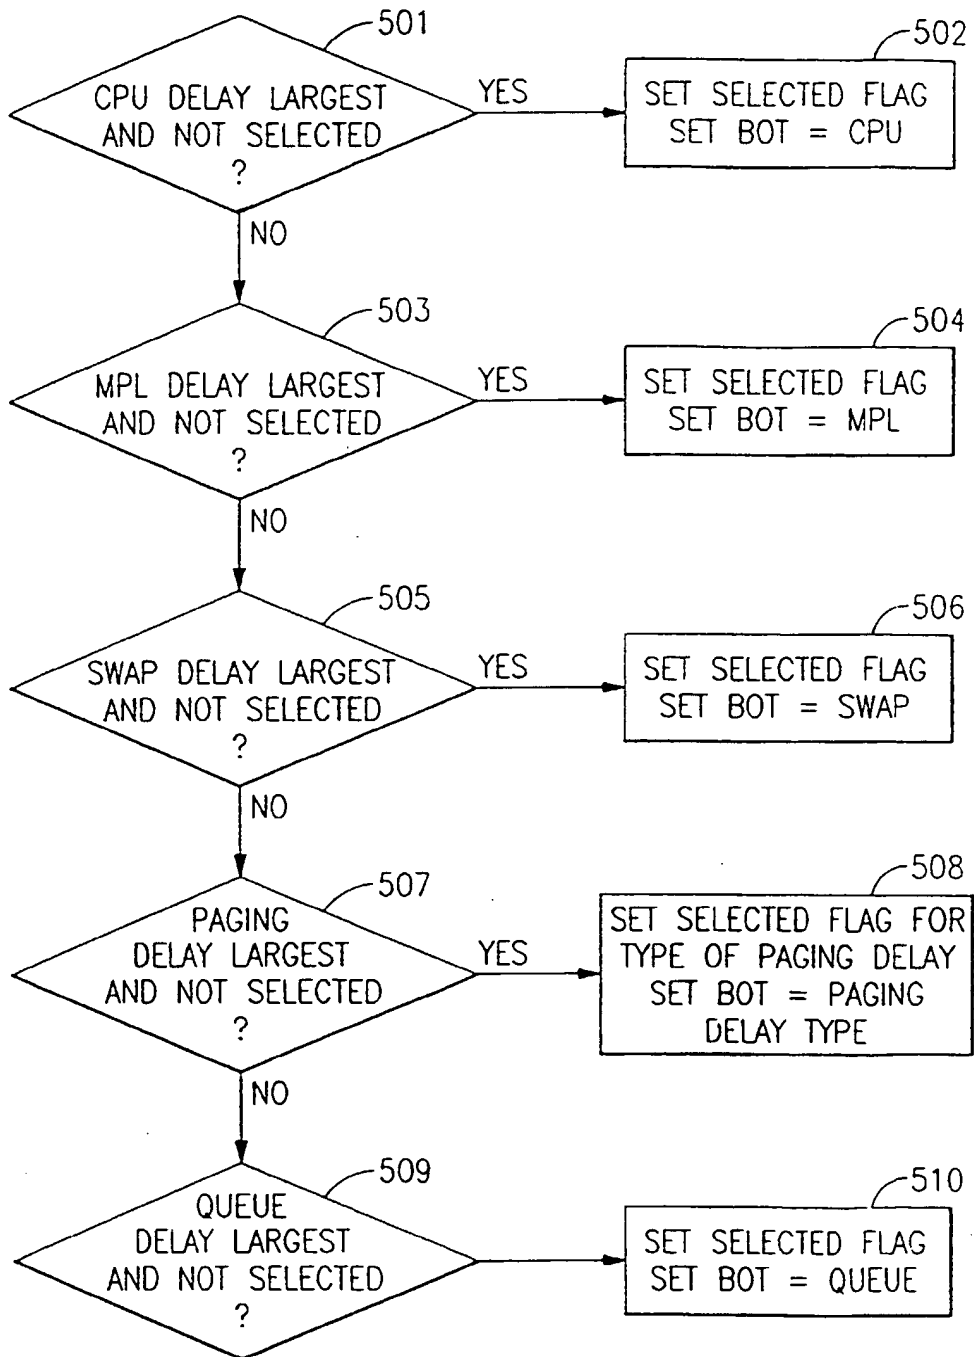 501
CPU DELAY LARGEST
AND NOT SELECTED
?
YES
502
SET SELECTED FLAG
SET BOT = CPU
NO
503
MPL DELAY LARGEST
AND NOT SELECTED
?
YES
504
SET SELECTED FLAG
SET BOT = MPL
NO
505
SWAP DELAY LARGEST
AND NOT SELECTED
?
YES
506
SET SELECTED FLAG
SET BOT = SWAP
NO
507
PAGING
DELAY LARGEST
AND NOT SELECTED
?
YES
508
SET SELECTED FLAG FOR
TYPE OF PAGING DELAY
SET BOT = PAGING
DELAY TYPE
NO
509
QUEUE
DELAY LARGEST
AND NOT SELECTED
?
510
SET SELECTED FLAG
SET BOT = QUEUE